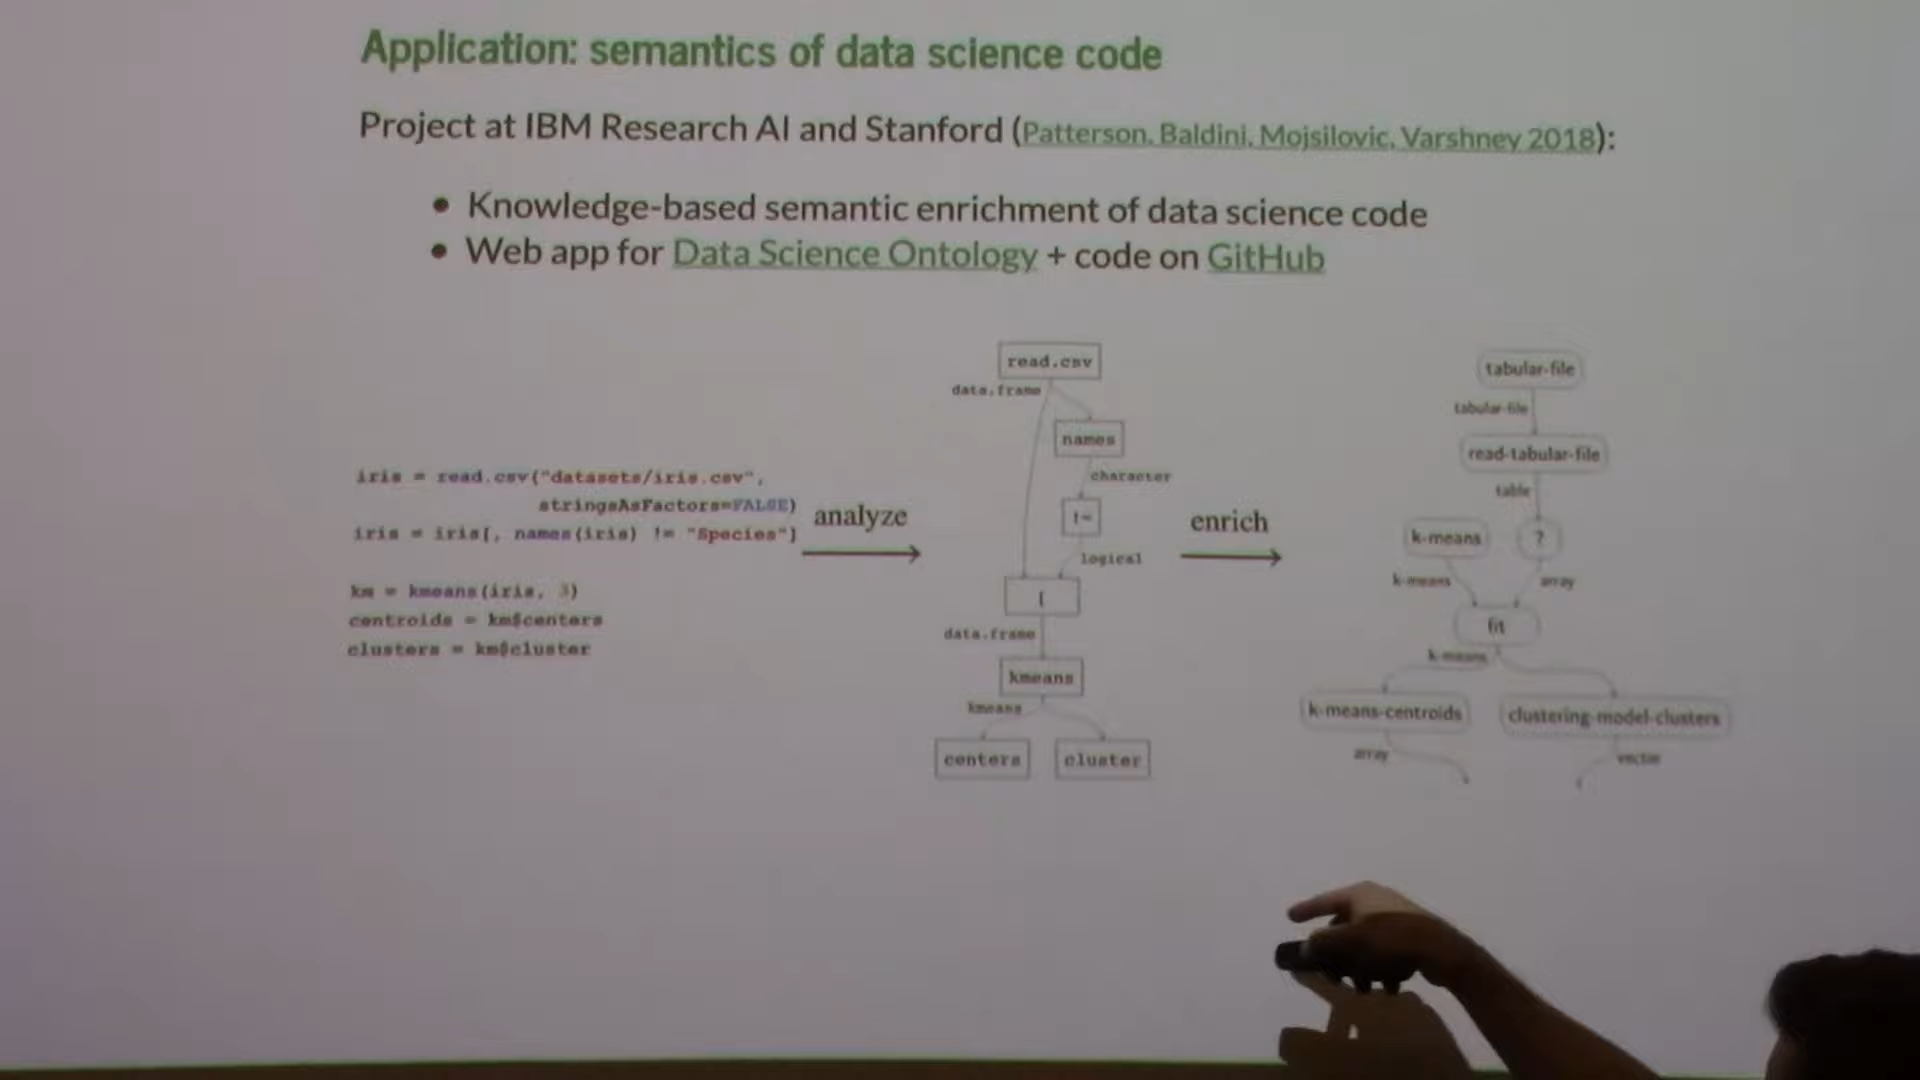 Application: semantics of data science code
Project at IBM Research AI and Stanford (Patterson, Baldini, Mojsilovic, Varshney 2018):
• Knowledge-based semantic enrichment of data science code
• Web app for Data Science Ontology + code on GitHub
iris = read.csv("datasets/iris.csv",
stringsAsFactors=FALSE)
iris = iris[, names(iris) != "Species"]
km = kmeans(iris, 3)
centroids = km$centers
clusters = km$cluster
analyze
read.csv
data.frame
names
character
!=
logical
[
data.frame
kmeans
kmeans
centers
cluster
enrich
tabular-file
tabular-file
read-tabular-file
table
k-means
?
k-means
array
fit
k-means
k-means-centroids
clustering-model-clusters
array
vector